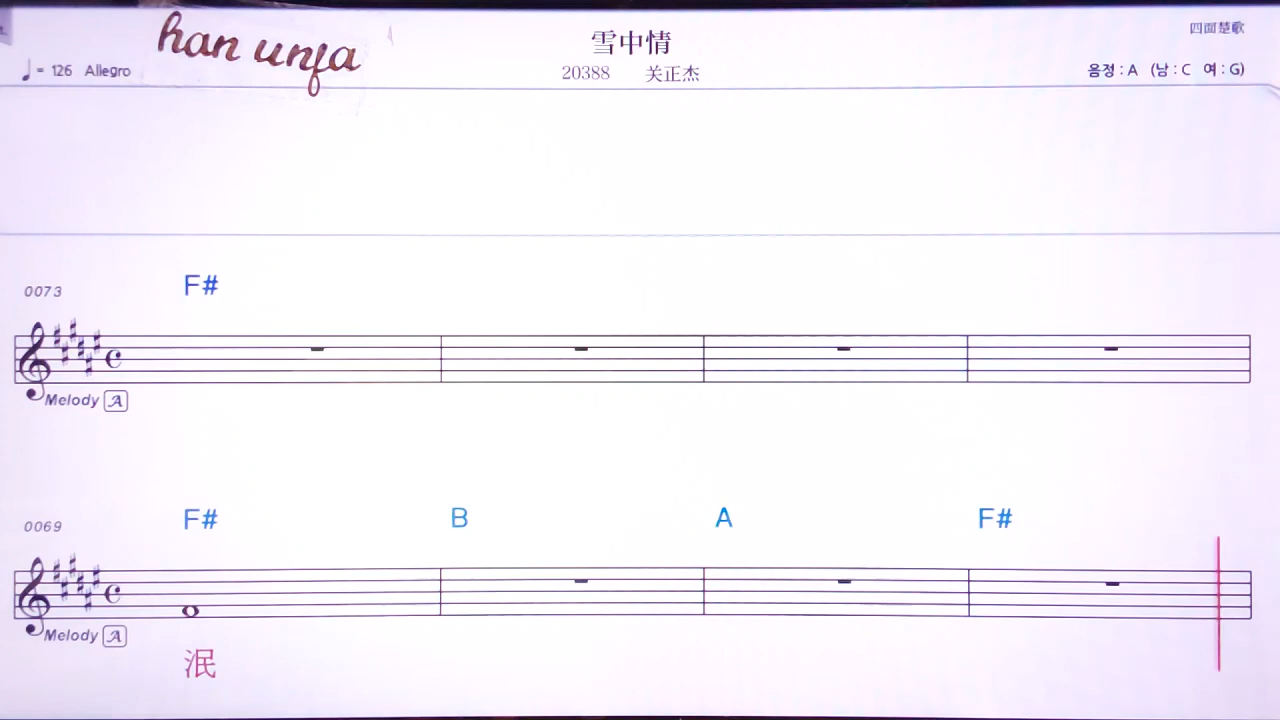 han unja
雪中情
四面楚歌
♩= 126 Allegro
20388 关正杰
음정 : A (남 : C 여 : G)
0073
F#
Melody A
0069
F# B A F#
Melody A
泯